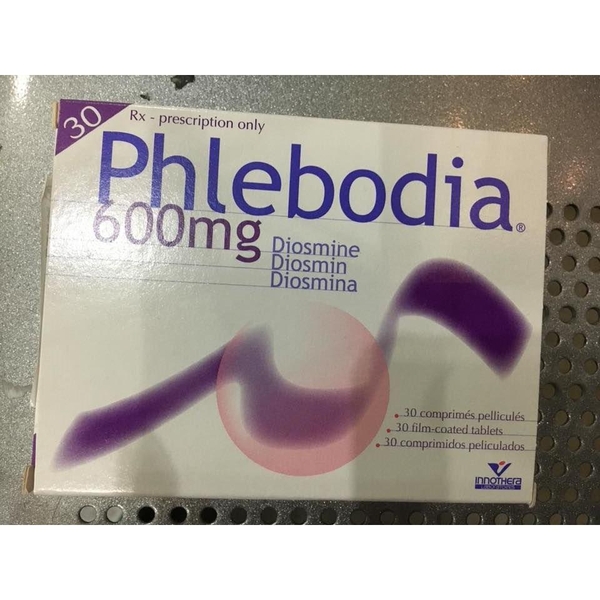 30
Rx - prescription only
Phlebodia®
600mg
Diosmine
Diosmin
Diosmina
30 comprimés pelliculés
30 film-coated tablets
30 comprimidos peliculados
INNOTHERA
Laboratoires